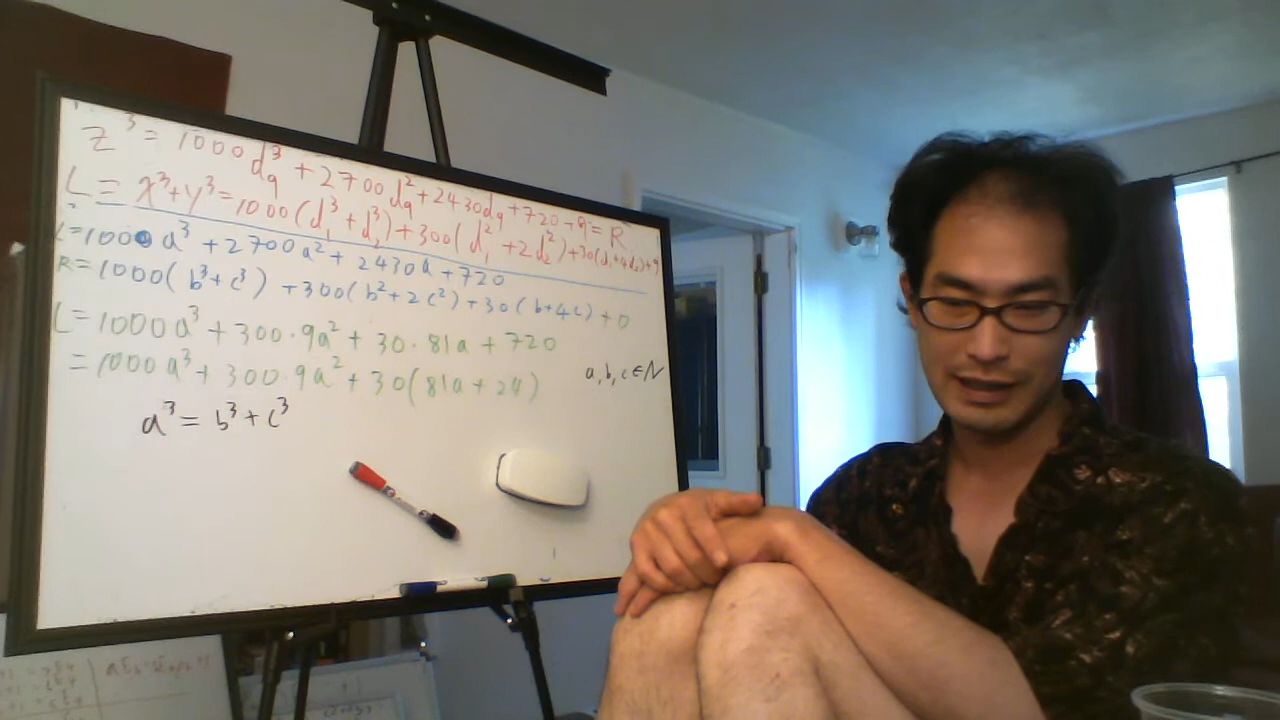 z³ = 1000d₉³ + 2700d₉² + 2430d₉ + 720 + 9 = R
L = x³+y³ = 1000(d₁³ + d₂³) + 300(d₁² + 2d₂²) + 30(d₁+4d₂)+9
L = 1000a³ + 2700a² + 2430a + 720
R = 1000(b³+c³) + 300(b²+2c²) + 30(b+4c) + 0
L = 1000a³ + 300·9a² + 30·81a + 720
= 1000a³ + 300·9a² + 30(81a + 24)
a,b,c ∈ N
a³ = b³ + c³